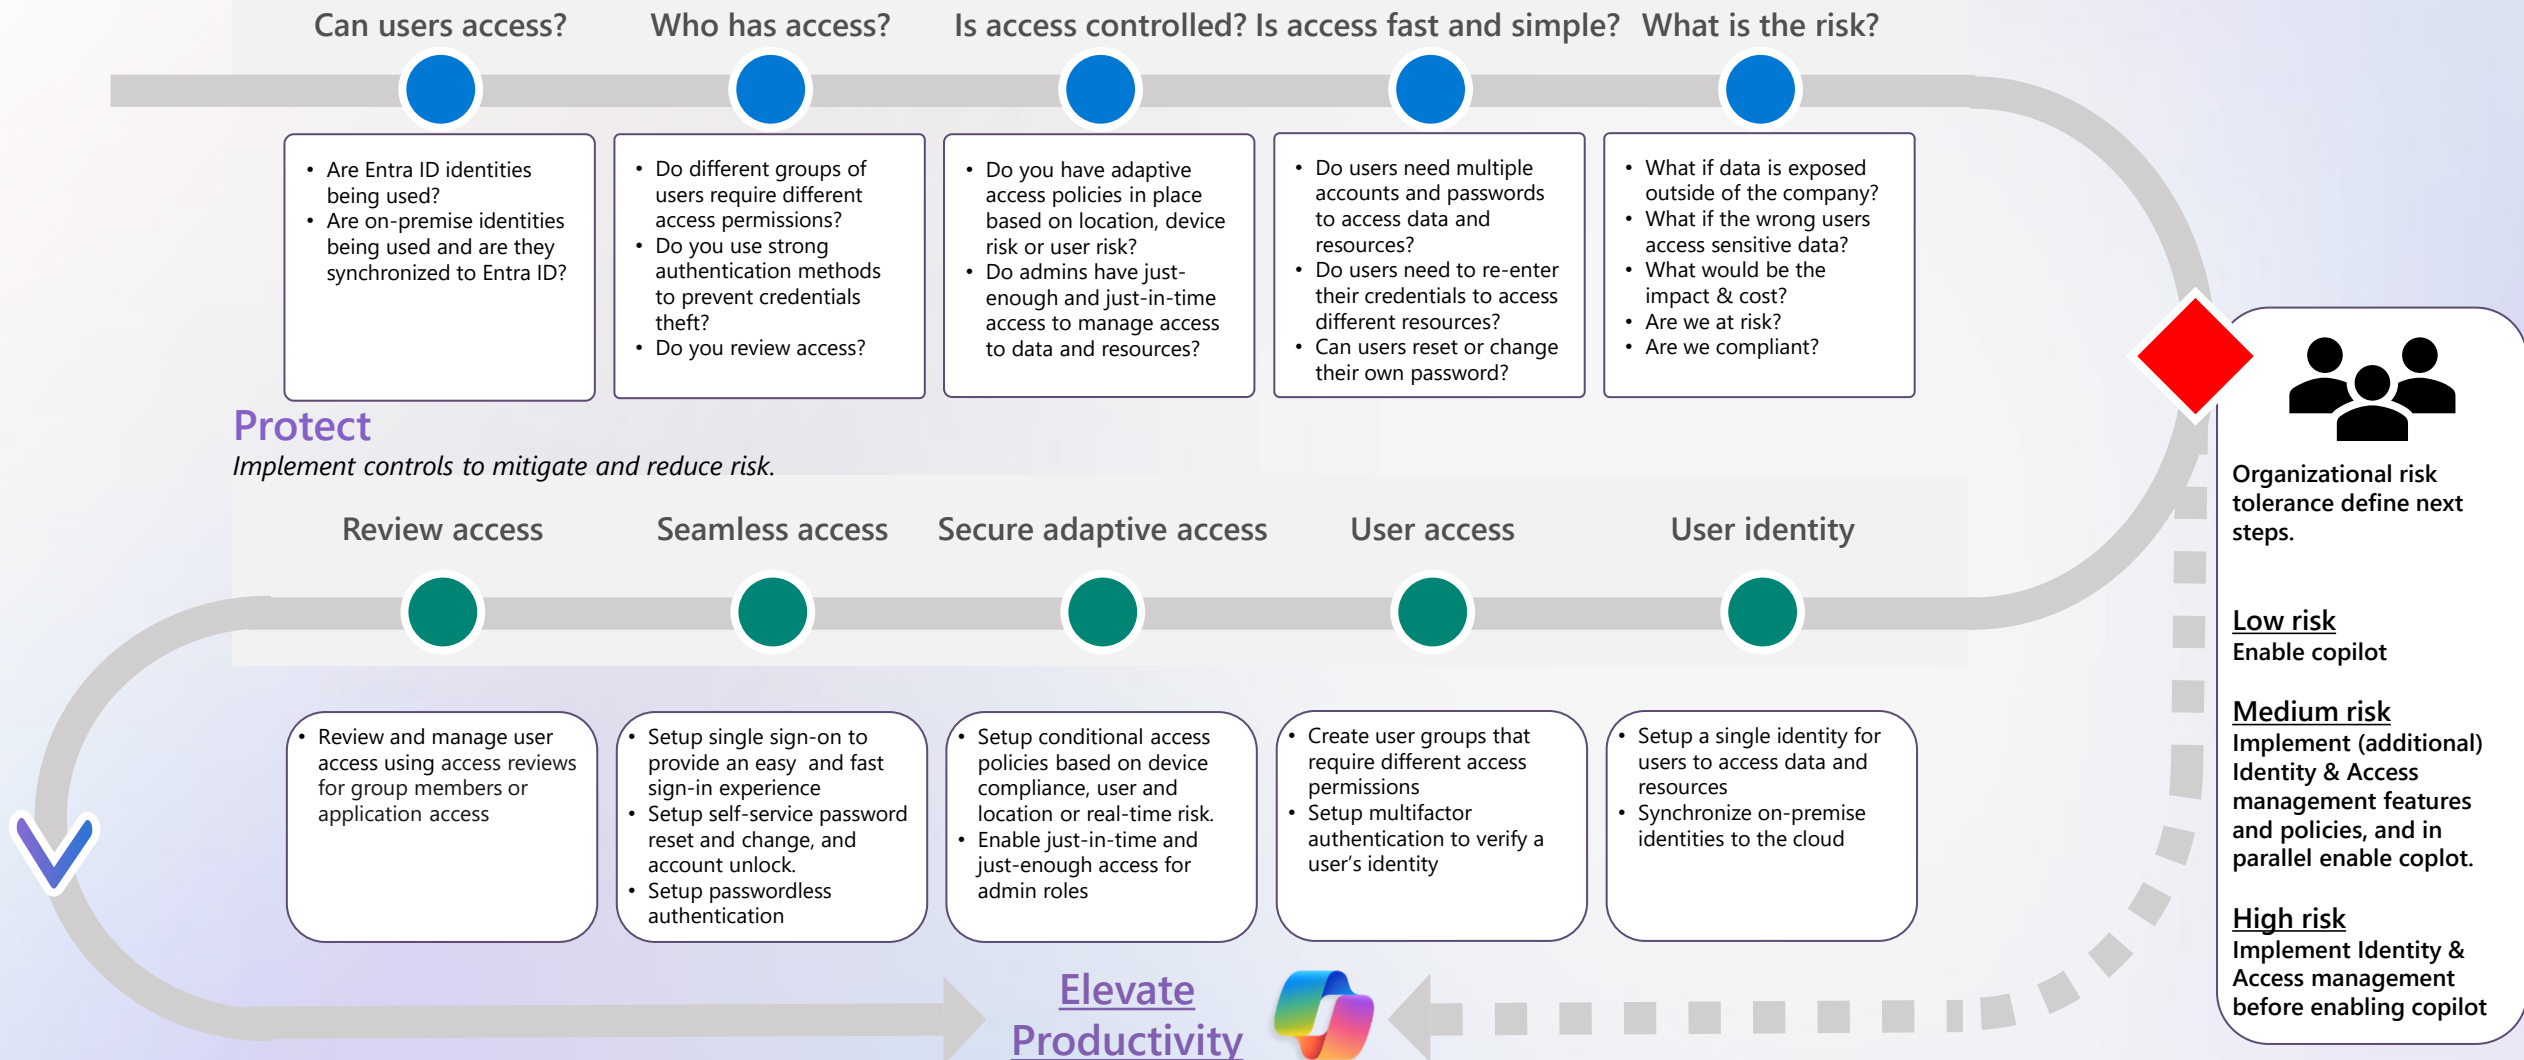 Can users access?
Who has access?
Is access controlled?
Is access fast and simple?
What is the risk?
• Are Entra ID identities
being used?
• Are on-premise identities
being used and are they
synchronized to Entra ID?
• Do different groups of
users require different
access permissions?
• Do you use strong
authentication methods
to prevent credentials
theft?
• Do you review access?
• Do you have adaptive
access policies in place
based on location, device
risk or user risk?
• Do admins have just-
enough and just-in-time
access to manage access
to data and resources?
• Do users need multiple
accounts and passwords
to access data and
resources?
• Do users need to re-enter
their credentials to access
different resources?
• Can users reset or change
their own password?
• What if data is exposed
outside of the company?
• What if the wrong users
access sensitive data?
• What would be the
impact & cost?
• Are we at risk?
• Are we compliant?
Protect
Implement controls to mitigate and reduce risk.
Review access
Seamless access
Secure adaptive access
User access
User identity
• Review and manage user
access using access reviews
for group members or
application access
• Setup single sign-on to
provide an easy and fast
sign-in experience
• Setup self-service password
reset and change, and
account unlock.
• Setup passwordless
authentication
• Setup conditional access
policies based on device
compliance, user and
location or real-time risk.
• Enable just-in-time and
just-enough access for
admin roles
• Create user groups that
require different access
permissions
• Setup multifactor
authentication to verify a
user’s identity
• Setup a single identity for
users to access data and
resources
• Synchronize on-premise
identities to the cloud
Organizational risk
tolerance define next
steps.
Low risk
Enable copilot
Medium risk
Implement (additional)
Identity & Access
management features
and policies, and in
parallel enable coplot.
High risk
Implement Identity &
Access management
before enabling copilot
Elevate
Productivity